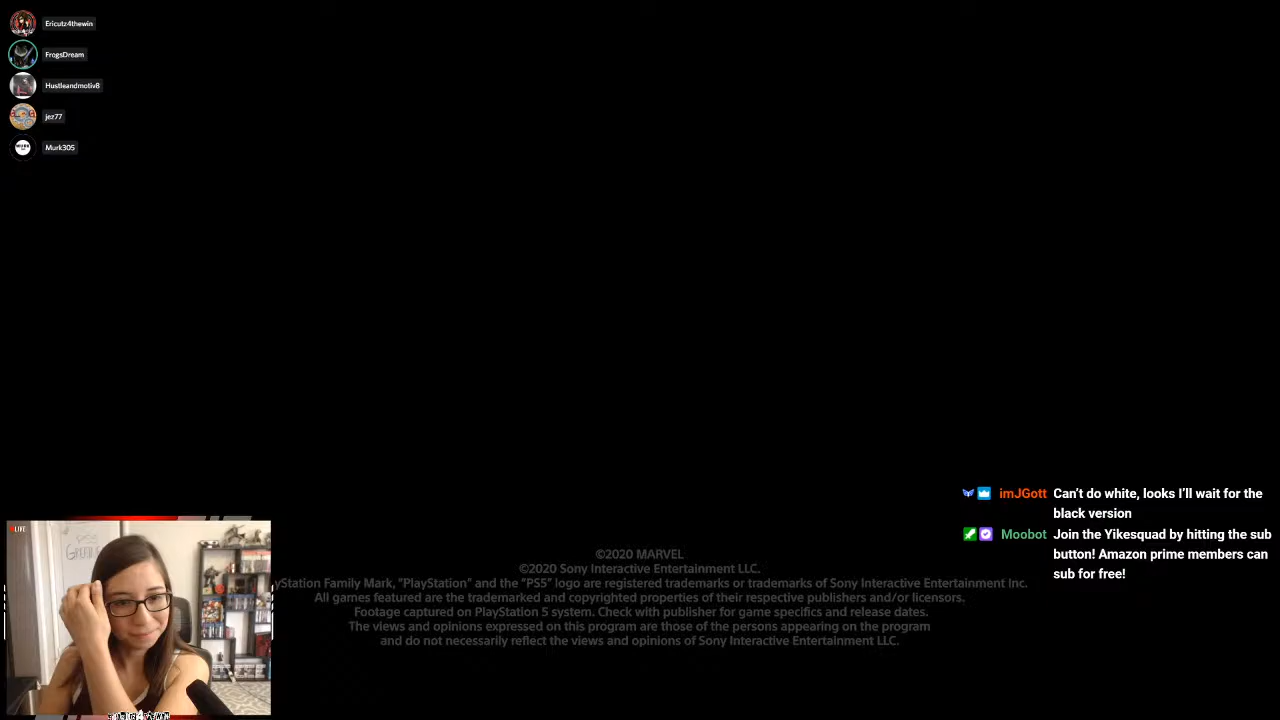 Ericutz4thewin
FrogsDream
Hustleandmotiv8
jez77
Murk305
imJGott Can't do white, looks I'll wait for the
black version
Moobot Join the Yikesquad by hitting the sub
button! Amazon prime members can
sub for free!
©2020 MARVEL
©2020 Sony Interactive Entertainment LLC.
yStation Family Mark, "PlayStation" and the "PS5" logo are registered trademarks or trademarks of Sony Interactive Entertainment Inc.
All games featured are the trademarked and copyrighted properties of their respective publishers and/or licensors.
Footage captured on PlayStation 5 system. Check with publisher for game specifics and release dates.
The views and opinions expressed on this program are those of the persons appearing on the program
and do not necessarily reflect the views and opinions of Sony Interactive Entertainment LLC.